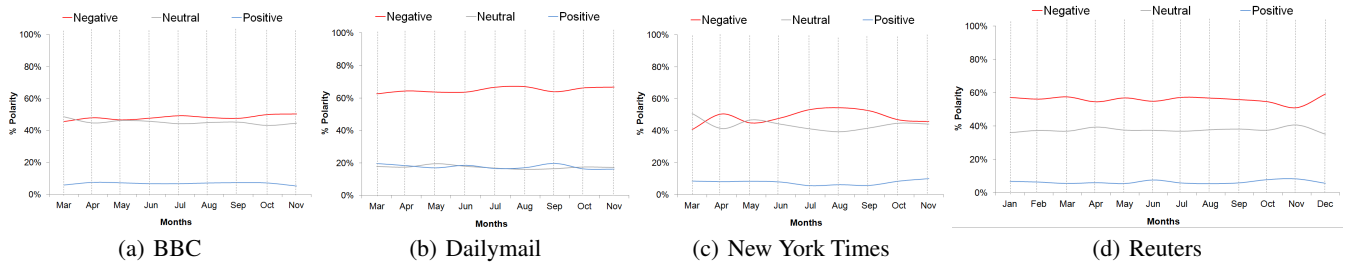 Negative Neutral Positive
100%
80%
60%
40%
20%
0%
% Polarity
Mar Apr May Jun Jul Aug Sep Oct Nov
Months
(a) BBC
Negative Neutral Positive
100%
80%
60%
40%
20%
0%
% Polarity
Mar Apr May Jun Jul Aug Sep Oct Nov
Months
(b) Dailymail
Negative Neutral Positive
100%
80%
60%
40%
20%
0%
% Polarity
Mar Apr May Jun Jul Aug Sep Oct Nov
Months
(c) New York Times
Negative Neutral Positive
100%
80%
60%
40%
20%
0%
% Polarity
Jan Feb Mar Apr May Jun Jul Aug Sep Oct Nov Dec
Months
(d) Reuters